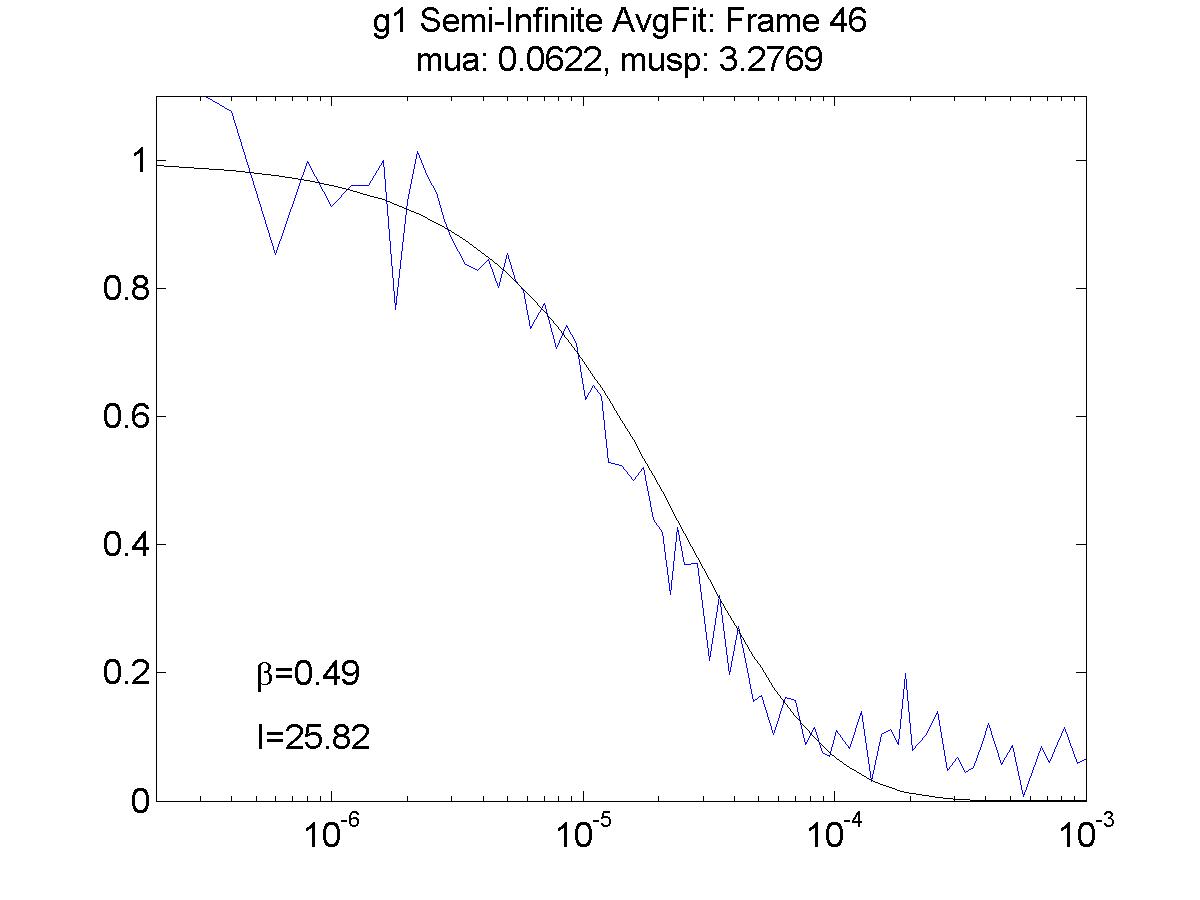 g1 Semi-Infinite AvgFit: Frame 46
mua: 0.0622, musp: 3.2769
1
0.8
0.6
0.4
0.2
0
β=0.49
I=25.82
10^-6
10^-5
10^-4
10^-3